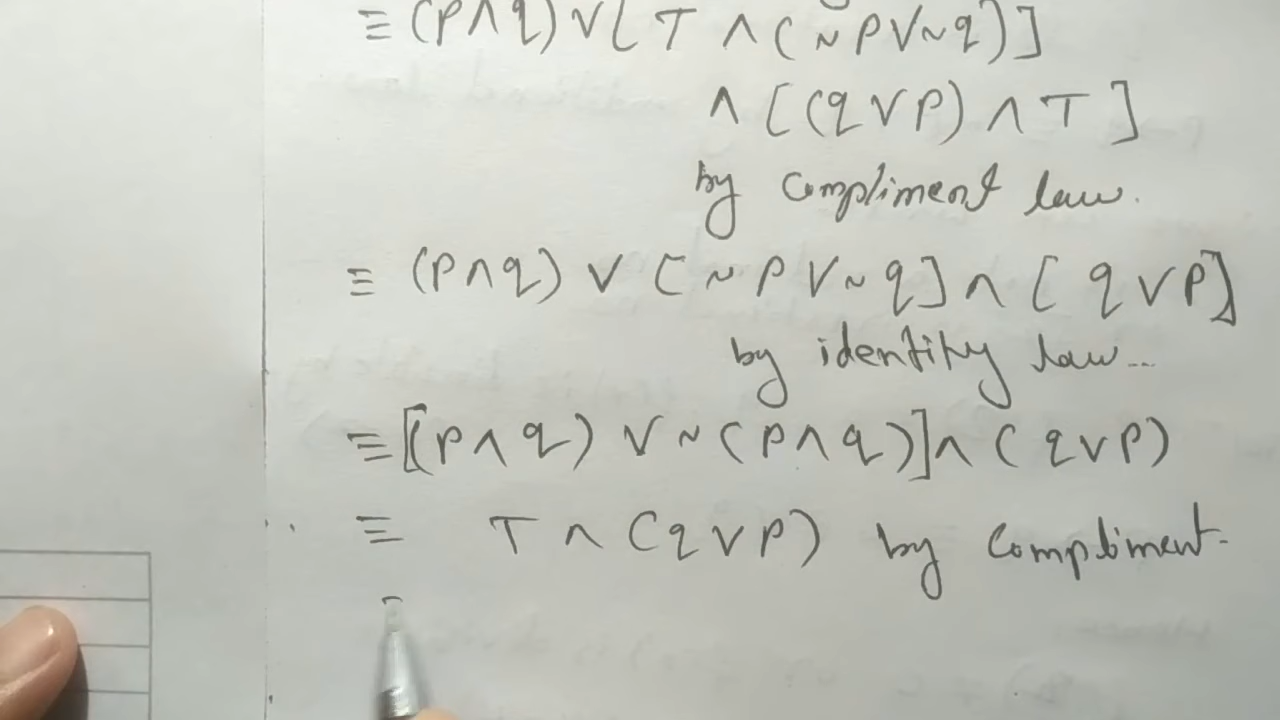 ≡ (P∧q) ∨ [ T ∧ (~P∨~q)]
∧ [(q∨P) ∧ T]
by compliment law.
≡ (P∧q) ∨ [~P∨~q] ∧ [q∨P]
by identity law...
≡ [(P∧q) ∨ ~(P∧q)] ∧ (q∨P)
≡ T ∧ (q∨P) by compliment.